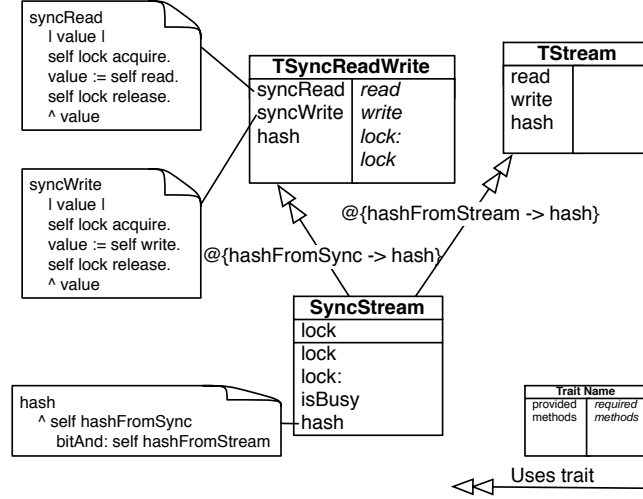 syncRead
| value |
self lock acquire.
value := self read.
self lock release.
^ value
TSyncReadWrite
syncRead
syncWrite
hash
read
write
lock:
lock
TStream
read
write
hash
syncWrite
| value |
self lock acquire.
value := self write.
self lock release.
^ value
@{hashFromStream -> hash}
@{hashFromSync -> hash}
SyncStream
lock
lock
lock:
isBusy
hash
hash
^ self hashFromSync
bitAnd: self hashFromStream
Trait Name
provided
methods
required
methods
Uses trait